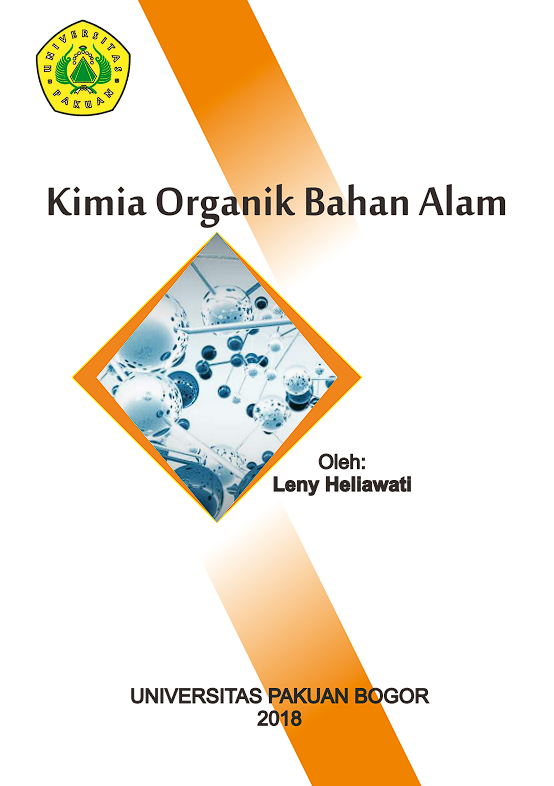 UNIVERSITAS
PAKUAN
Kimia Organik Bahan Alam
Oleh:
Leny Heliawati
UNIVERSITAS PAKUAN BOGOR
2018